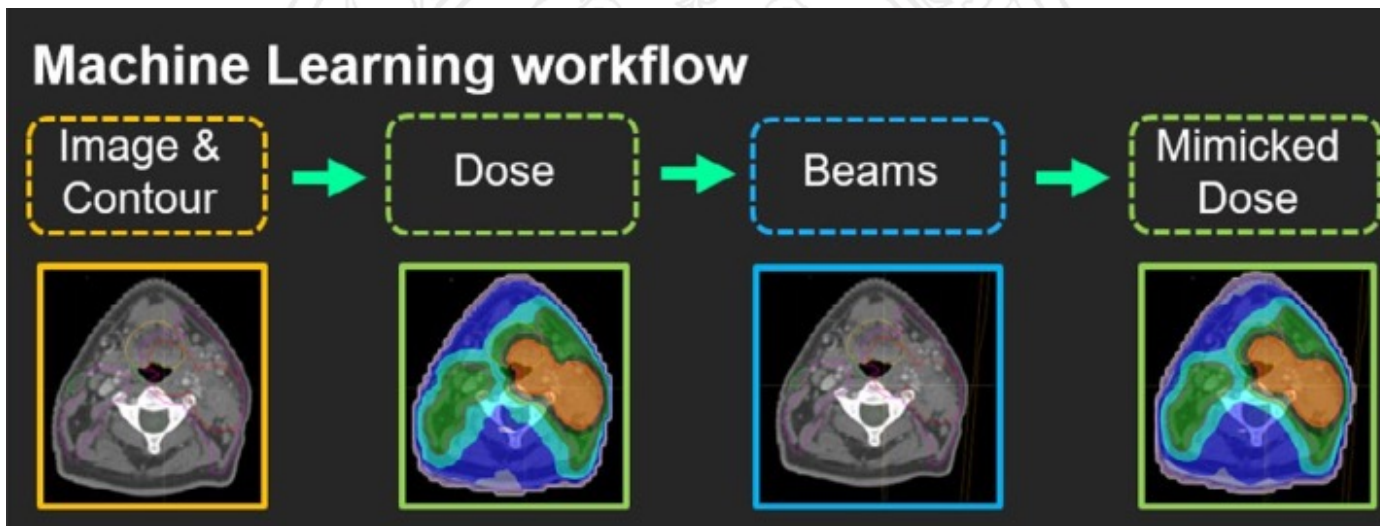 Machine Learning workflow
Image &
Contour
Dose
Beams
Mimicked
Dose